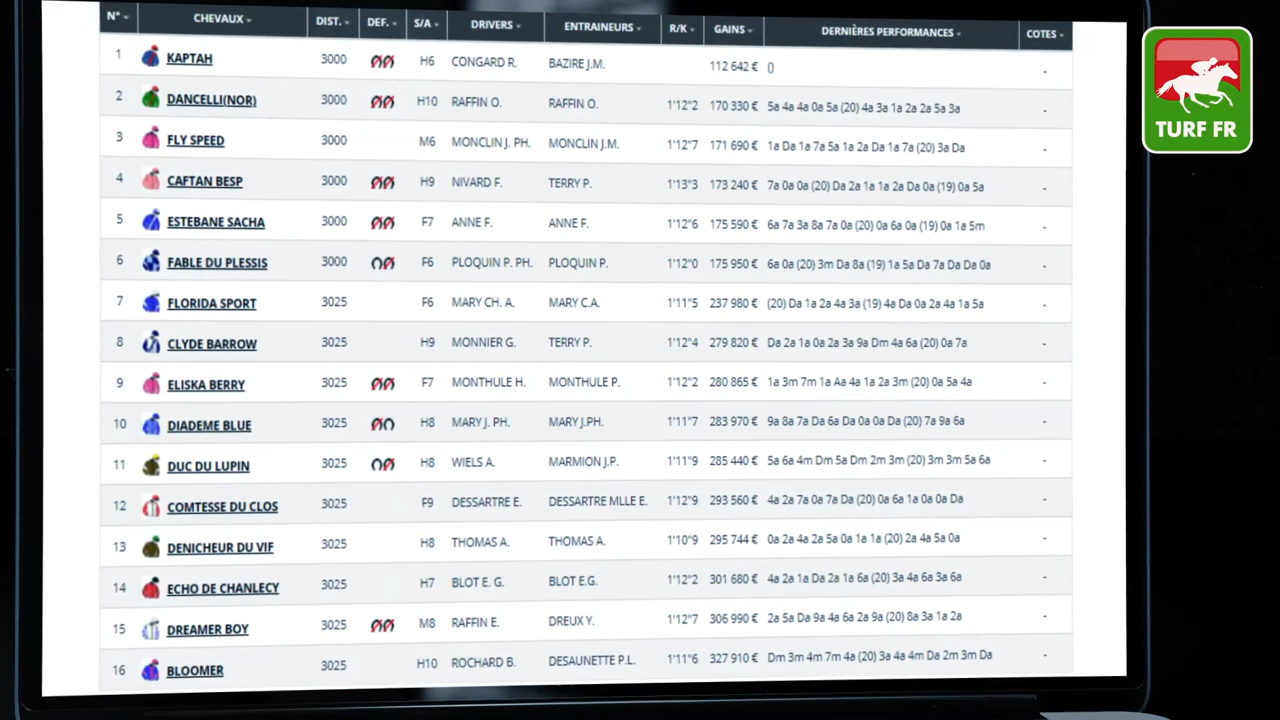 N° CHEVAUX DIST. DEF. S/A DRIVERS ENTRAINEURS R/K GAINS DERNIÈRES PERFORMANCES COTES
1 KAPTAH 3000 H6 CONGARD R. BAZIRE J.M. 112 642 € () -
2 DANCELLI(NOR) 3000 H10 RAFFIN O. RAFFIN O. 1'12"2 170 330 € 5a 4a 4a 0a 5a (20) 4a 3a 1a 2a 2a 5a 3a -
3 FLY SPEED 3000 M6 MONCLIN J. PH. MONCLIN J.M. 1'12"7 171 690 € 1a Da 1a 7a 5a 1a 2a Da 1a 7a (20) 3a Da -
4 CAFTAN BESP 3000 H9 NIVARD F. TERRY P. 1'13"3 173 240 € 7a 0a 0a (20) Da 2a 1a 1a 2a Da 0a (19) 0a 5a -
5 ESTEBANE SACHA 3000 F7 ANNE F. ANNE F. 1'12"6 175 590 € 6a 7a 3a 8a 7a 0a (20) 0a 6a 0a (19) 0a 1a 5m -
6 FABLE DU PLESSIS 3000 F6 PLOQUIN P. PH. PLOQUIN P. 1'12"0 175 950 € 6a 0a (20) 3m Da 8a (19) 1a 5a Da 7a Da Da 0a -
7 FLORIDA SPORT 3025 F6 MARY CH. A. MARY C.A. 1'11"5 237 980 € (20) Da 1a 2a 4a 3a (19) 4a Da 0a 2a 4a 1a 5a -
8 CLYDE BARROW 3025 H9 MONNIER G. TERRY P. 1'12"4 279 820 € Da 2a 1a 0a 2a 3a 9a Dm 4a 6a (20) 0a 7a -
9 ELISKA BERRY 3025 F7 MONTHULE H. MONTHULE P. 1'12"2 280 865 € 1a 3m 7m 1a Aa 4a 1a 2a 3m (20) 0a 5a 4a -
10 DIADEME BLUE 3025 H8 MARY J. PH. MARY J.PH. 1'11"7 283 970 € 9a 8a 7a Da 6a Da 0a 0a Da (20) 7a 9a 6a -
11 DUC DU LUPIN 3025 H8 WIELS A. MARMION J.P. 1'11"9 285 440 € 5a 6a 4m Dm 5a Dm 2m 3m (20) 3m 3m 5a 6a -
12 COMTESSE DU CLOS 3025 F9 DESSARTRE E. DESSARTRE MLLE E. 1'12"9 293 560 € 4a 2a 7a 0a 7a Da (20) 0a 6a 1a 0a 0a Da -
13 DENICHEUR DU VIF 3025 H8 THOMAS A. THOMAS A. 1'10"9 295 744 € 0a 2a 4a 2a 5a 0a 1a 1a (20) 2a 4a 5a 0a -
14 ECHO DE CHANLECY 3025 H7 BLOT E. G. BLOT E.G. 1'12"2 301 680 € 4a 2a 1a Da 2a 1a 6a (20) 3a 4a 6a 3a 6a -
15 DREAMER BOY 3025 M8 RAFFIN E. DREUX Y. 1'12"7 306 990 € 2a 5a Da 9a 4a 6a 2a 9a (20) 8a 3a 1a 2a -
16 BLOOMER 3025 H10 ROCHARD B. DESAUNETTE P.L. 1'11"6 327 910 € Dm 3m 4m 7m 4a (20) 3a 4a 4m Da 2m 3m Da -
TURF FR